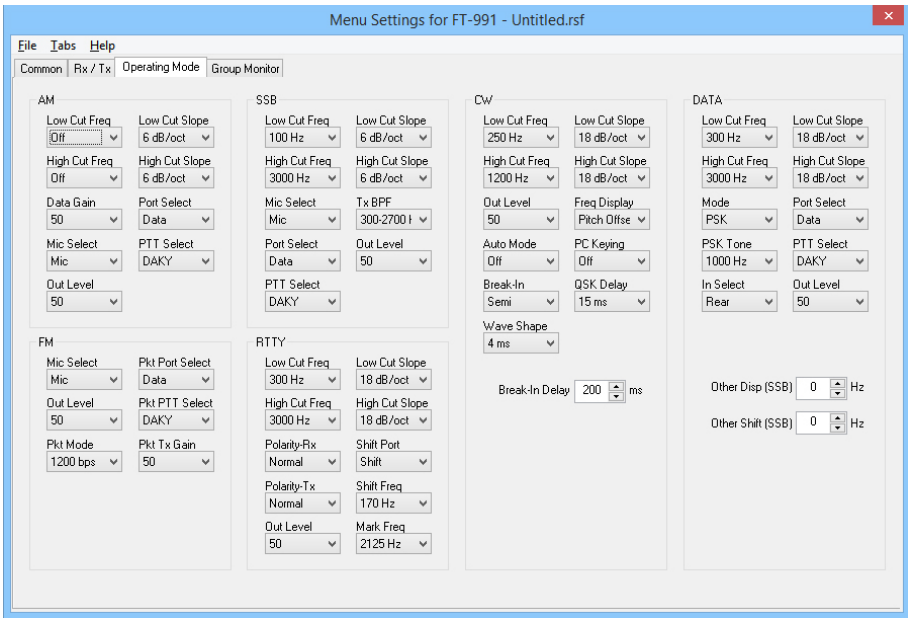 Menu Settings for FT-991 - Untitled.rsf
File Tabs Help
Common Rx / Tx Operating Mode Group Monitor
AM
Low Cut Freq Low Cut Slope
Off 6 dB/oct
High Cut Freq High Cut Slope
Off 6 dB/oct
Data Gain Port Select
50 Data
Mic Select PTT Select
Mic DAKY
Out Level
50
FM
Mic Select Pkt Port Select
Mic Data
Out Level Pkt PTT Select
50 DAKY
Pkt Mode Pkt Tx Gain
1200 bps 50
SSB
Low Cut Freq Low Cut Slope
100 Hz 6 dB/oct
High Cut Freq High Cut Slope
3000 Hz 6 dB/oct
Mic Select Tx BPF
Mic 300-2700 H
Port Select Out Level
Data 50
PTT Select
DAKY
RTTY
Low Cut Freq Low Cut Slope
300 Hz 18 dB/oct
High Cut Freq High Cut Slope
3000 Hz 18 dB/oct
Polarity-Rx Shift Port
Normal Shift
Polarity-Tx Shift Freq
Normal 170 Hz
Out Level Mark Freq
50 2125 Hz
CW
Low Cut Freq Low Cut Slope
250 Hz 18 dB/oct
High Cut Freq High Cut Slope
1200 Hz 18 dB/oct
Out Level Freq Display
50 Pitch Offse
Auto Mode PC Keying
Off Off
Break-In QSK Delay
Semi 15 ms
Wave Shape
4 ms
Break-In Delay 200 ms
DATA
Low Cut Freq Low Cut Slope
300 Hz 18 dB/oct
High Cut Freq High Cut Slope
3000 Hz 18 dB/oct
Mode Port Select
PSK Data
PSK Tone PTT Select
1000 Hz DAKY
In Select Out Level
Rear 50
Other Disp (SSB) 0 Hz
Other Shift (SSB) 0 Hz